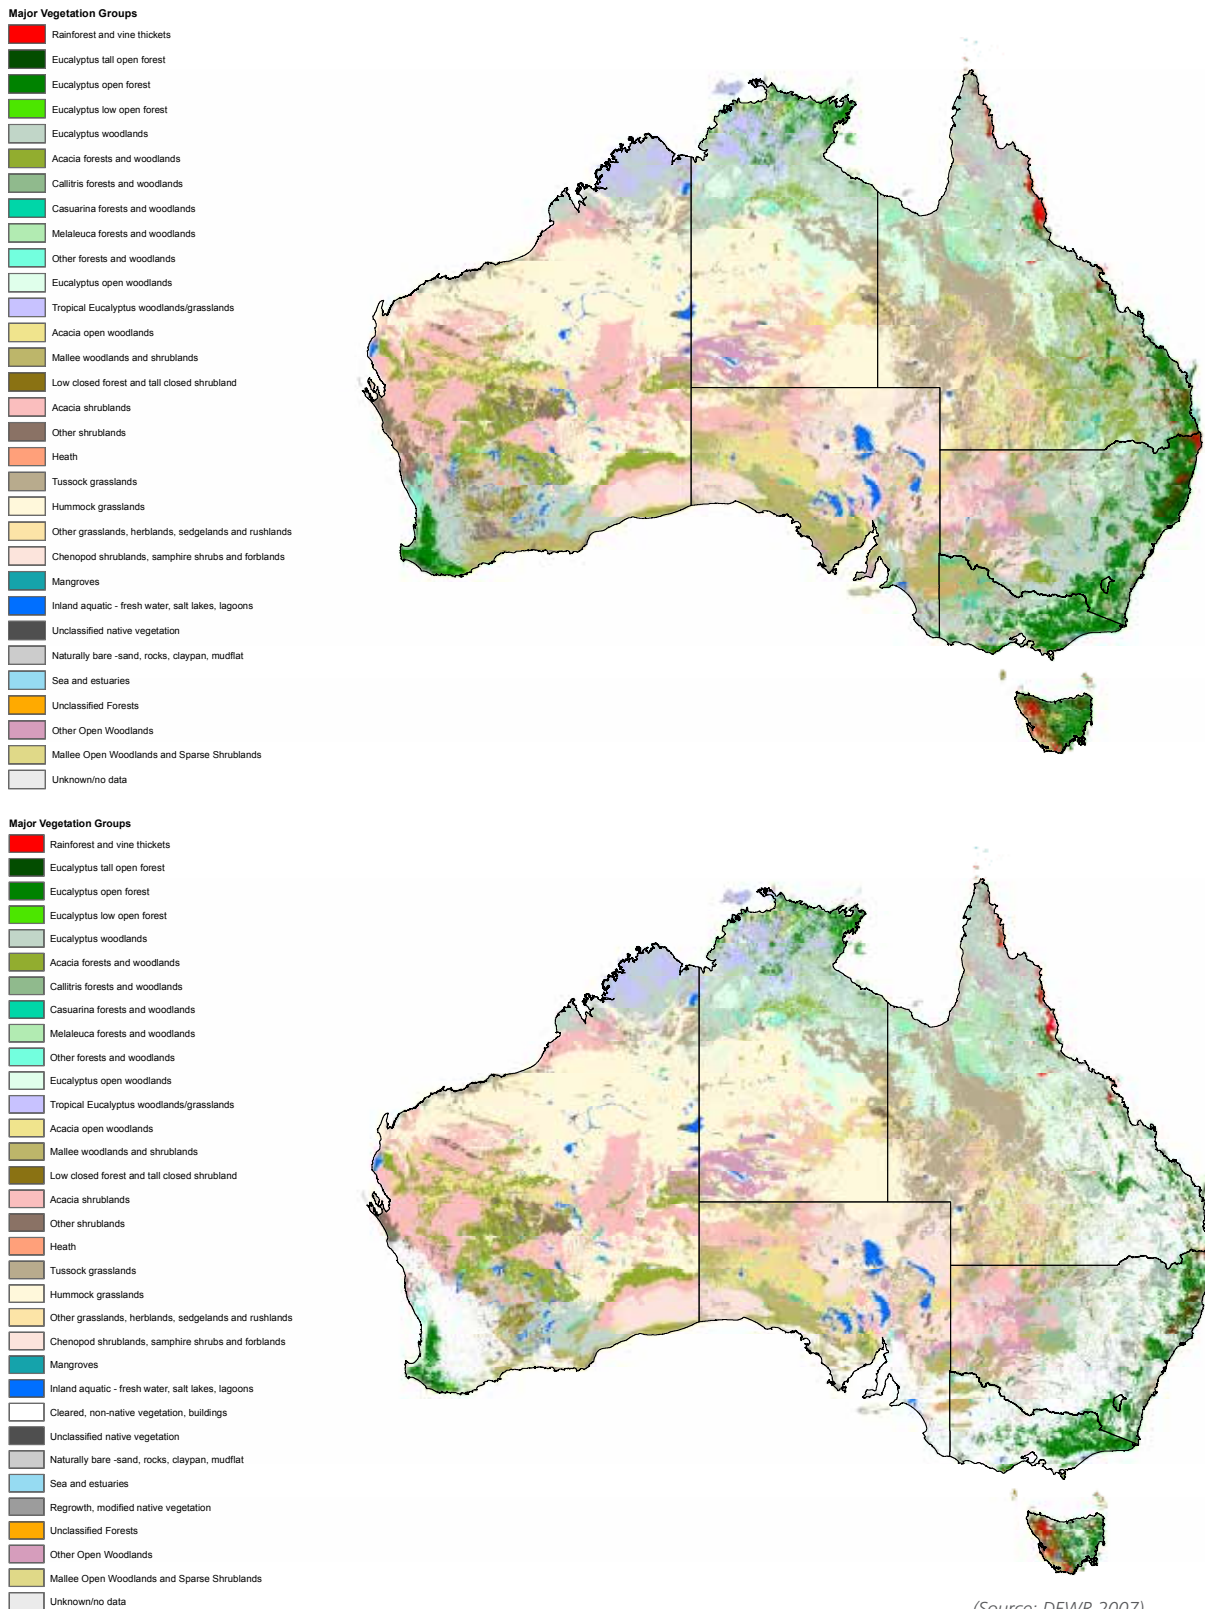 Major Vegetation Groups
Rainforest and vine thickets
Eucalyptus tall open forest
Eucalyptus open forest
Eucalyptus low open forest
Eucalyptus woodlands
Acacia forests and woodlands
Callitris forests and woodlands
Casuarina forests and woodlands
Melaleuca forests and woodlands
Other forests and woodlands
Eucalyptus open woodlands
Tropical Eucalyptus woodlands/grasslands
Acacia open woodlands
Mallee woodlands and shrublands
Low closed forest and tall closed shrubland
Acacia shrublands
Other shrublands
Heath
Tussock grasslands
Hummock grasslands
Other grasslands, herblands, sedgelands and rushlands
Chenopod shrublands, samphire shrubs and forblands
Mangroves
Inland aquatic - fresh water, salt lakes, lagoons
Unclassified native vegetation
Naturally bare -sand, rocks, claypan, mudflat
Sea and estuaries
Unclassified Forests
Other Open Woodlands
Mallee Open Woodlands and Sparse Shrublands
Unknown/no data
Major Vegetation Groups
Rainforest and vine thickets
Eucalyptus tall open forest
Eucalyptus open forest
Eucalyptus low open forest
Eucalyptus woodlands
Acacia forests and woodlands
Callitris forests and woodlands
Casuarina forests and woodlands
Melaleuca forests and woodlands
Other forests and woodlands
Eucalyptus open woodlands
Tropical Eucalyptus woodlands/grasslands
Acacia open woodlands
Mallee woodlands and shrublands
Low closed forest and tall closed shrubland
Acacia shrublands
Other shrublands
Heath
Tussock grasslands
Hummock grasslands
Other grasslands, herblands, sedgelands and rushlands
Chenopod shrublands, samphire shrubs and forblands
Mangroves
Inland aquatic - fresh water, salt lakes, lagoons
Cleared, non-native vegetation, buildings
Unclassified native vegetation
Naturally bare -sand, rocks, claypan, mudflat
Sea and estuaries
Regrowth, modified native vegetation
Unclassified Forests
Other Open Woodlands
Mallee Open Woodlands and Sparse Shrublands
Unknown/no data
(Source: DEWR 2007)